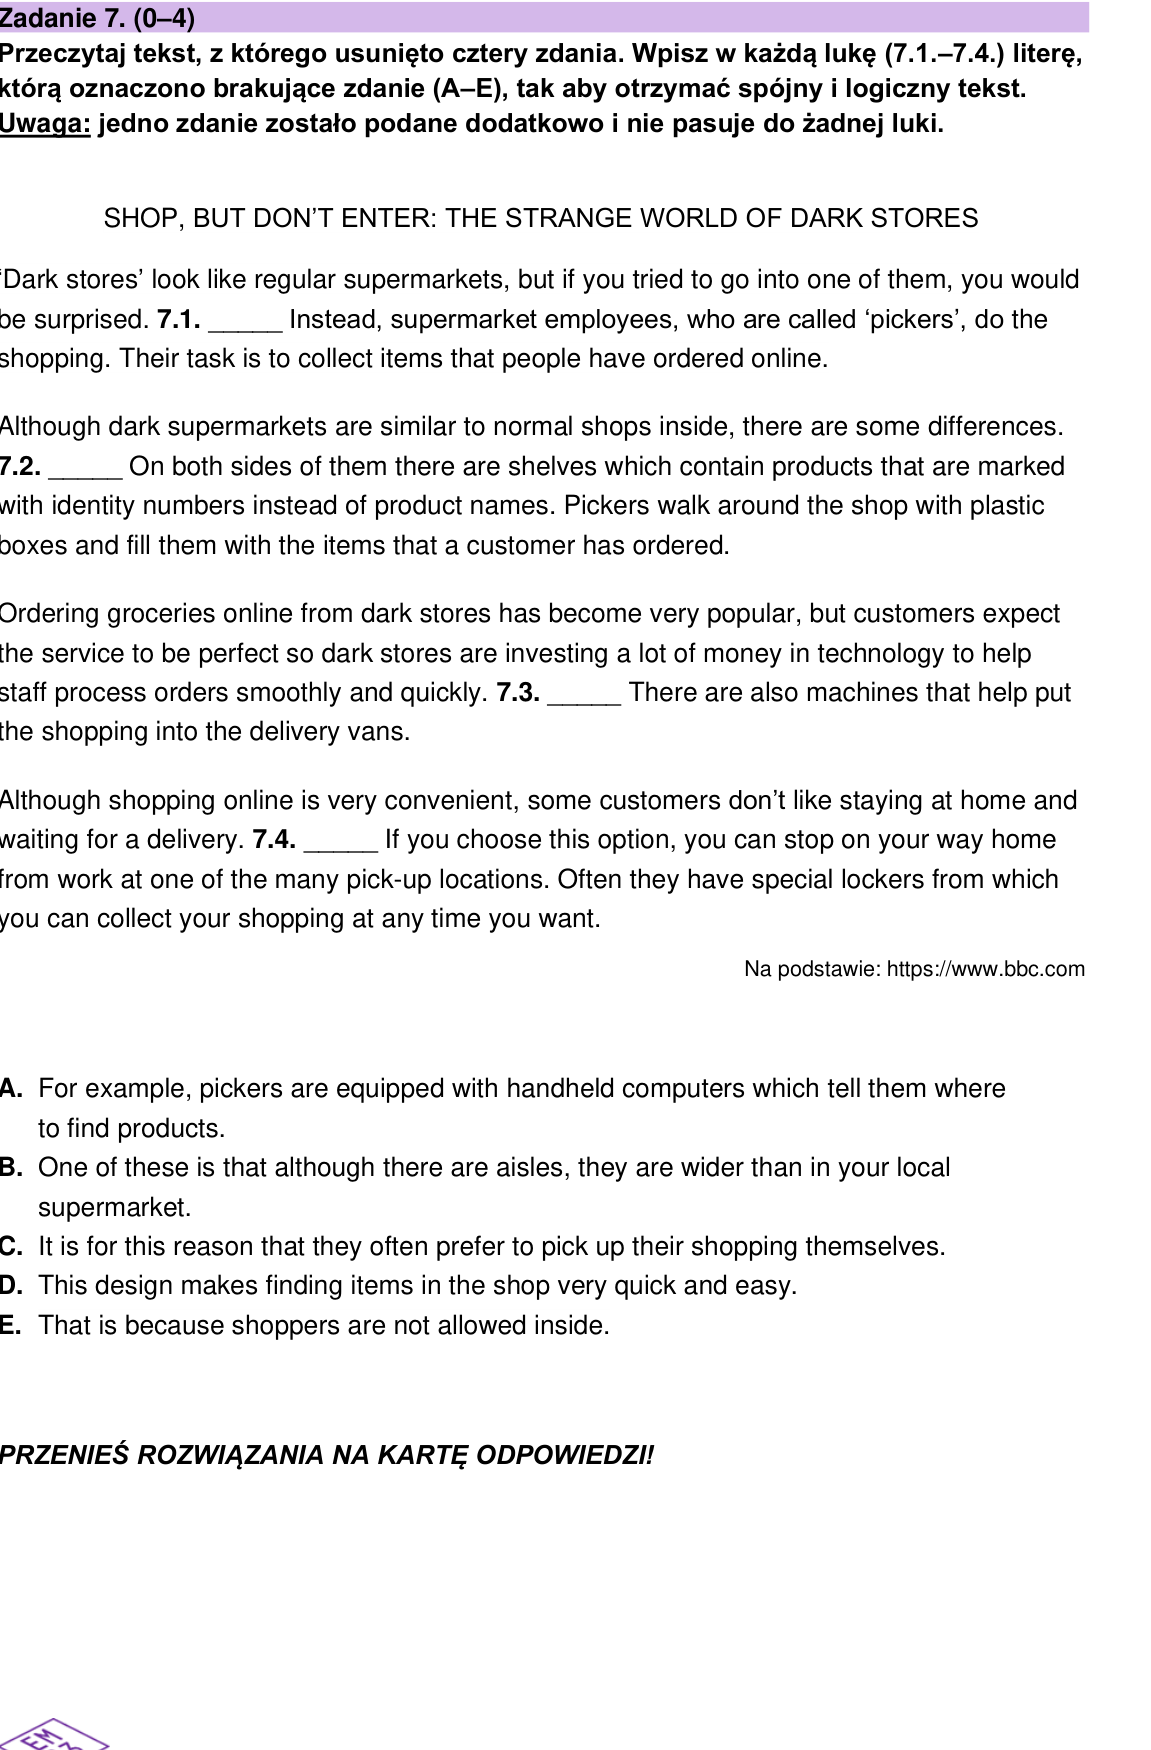 Zadanie 7. (0–4)
Przeczytaj tekst, z którego usunięto cztery zdania. Wpisz w każdą lukę (7.1.–7.4.) literę,
którą oznaczono brakujące zdanie (A–E), tak aby otrzymać spójny i logiczny tekst.
Uwaga: jedno zdanie zostało podane dodatkowo i nie pasuje do żadnej luki.
SHOP, BUT DON’T ENTER: THE STRANGE WORLD OF DARK STORES
‘Dark stores’ look like regular supermarkets, but if you tried to go into one of them, you would
be surprised. 7.1. _____ Instead, supermarket employees, who are called ‘pickers’, do the
shopping. Their task is to collect items that people have ordered online.
Although dark supermarkets are similar to normal shops inside, there are some differences.
7.2. _____ On both sides of them there are shelves which contain products that are marked
with identity numbers instead of product names. Pickers walk around the shop with plastic
boxes and fill them with the items that a customer has ordered.
Ordering groceries online from dark stores has become very popular, but customers expect
the service to be perfect so dark stores are investing a lot of money in technology to help
staff process orders smoothly and quickly. 7.3. _____ There are also machines that help put
the shopping into the delivery vans.
Although shopping online is very convenient, some customers don’t like staying at home and
waiting for a delivery. 7.4. _____ If you choose this option, you can stop on your way home
from work at one of the many pick-up locations. Often they have special lockers from which
you can collect your shopping at any time you want.
Na podstawie: https://www.bbc.com
A. For example, pickers are equipped with handheld computers which tell them where
to find products.
B. One of these is that although there are aisles, they are wider than in your local
supermarket.
C. It is for this reason that they often prefer to pick up their shopping themselves.
D. This design makes finding items in the shop very quick and easy.
E. That is because shoppers are not allowed inside.
PRZENIEŚ ROZWIĄZANIA NA KARTĘ ODPOWIEDZI!